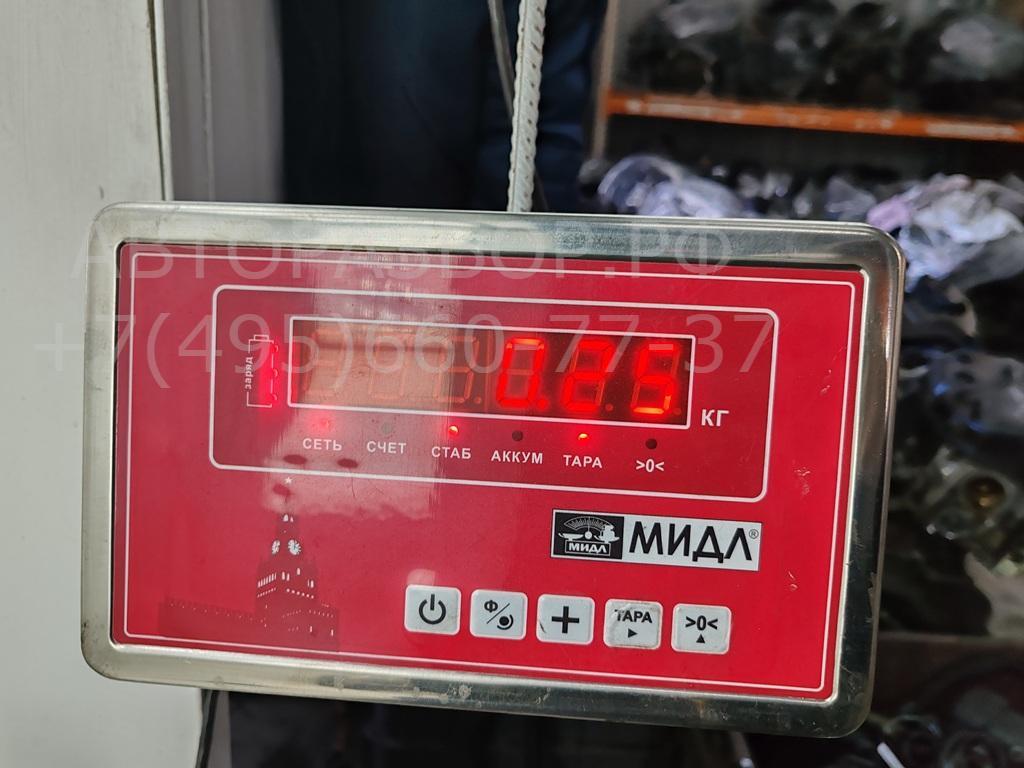 АВТОРАЗБОР.РФ
+7(495)660-77-37
заряд
0.25
КГ
СЕТЬ СЧЕТ СТАБ АККУМ ТАРА >0<
МИДЛ МИДЛ®
Ф/ + ТАРА >0<